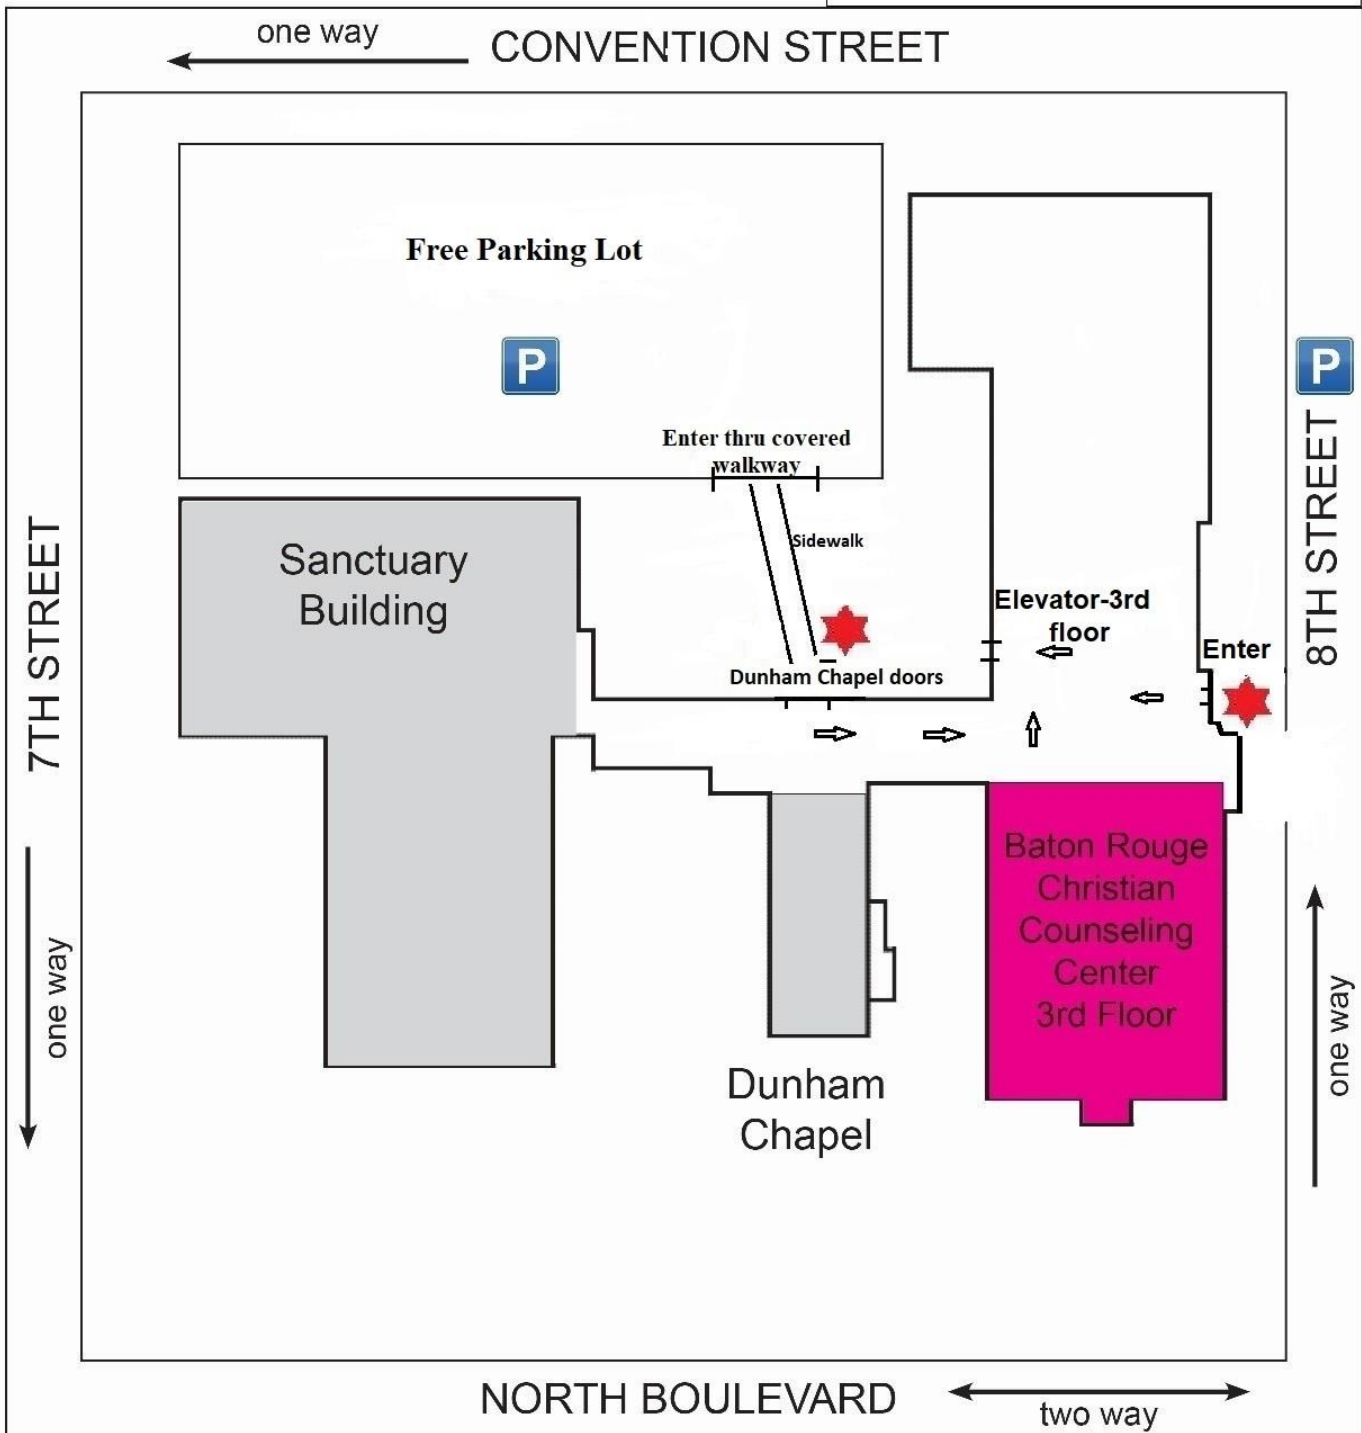 one way
CONVENTION STREET
Free Parking Lot
P
P
Enter thru covered
walkway
Sidewalk
Sanctuary
Building
7TH STREET
8TH STREET
Elevator-3rd
floor
Enter
Dunham Chapel doors
Baton Rouge
Christian
Counseling
Center
3rd Floor
one way
one way
Dunham
Chapel
NORTH BOULEVARD
two way